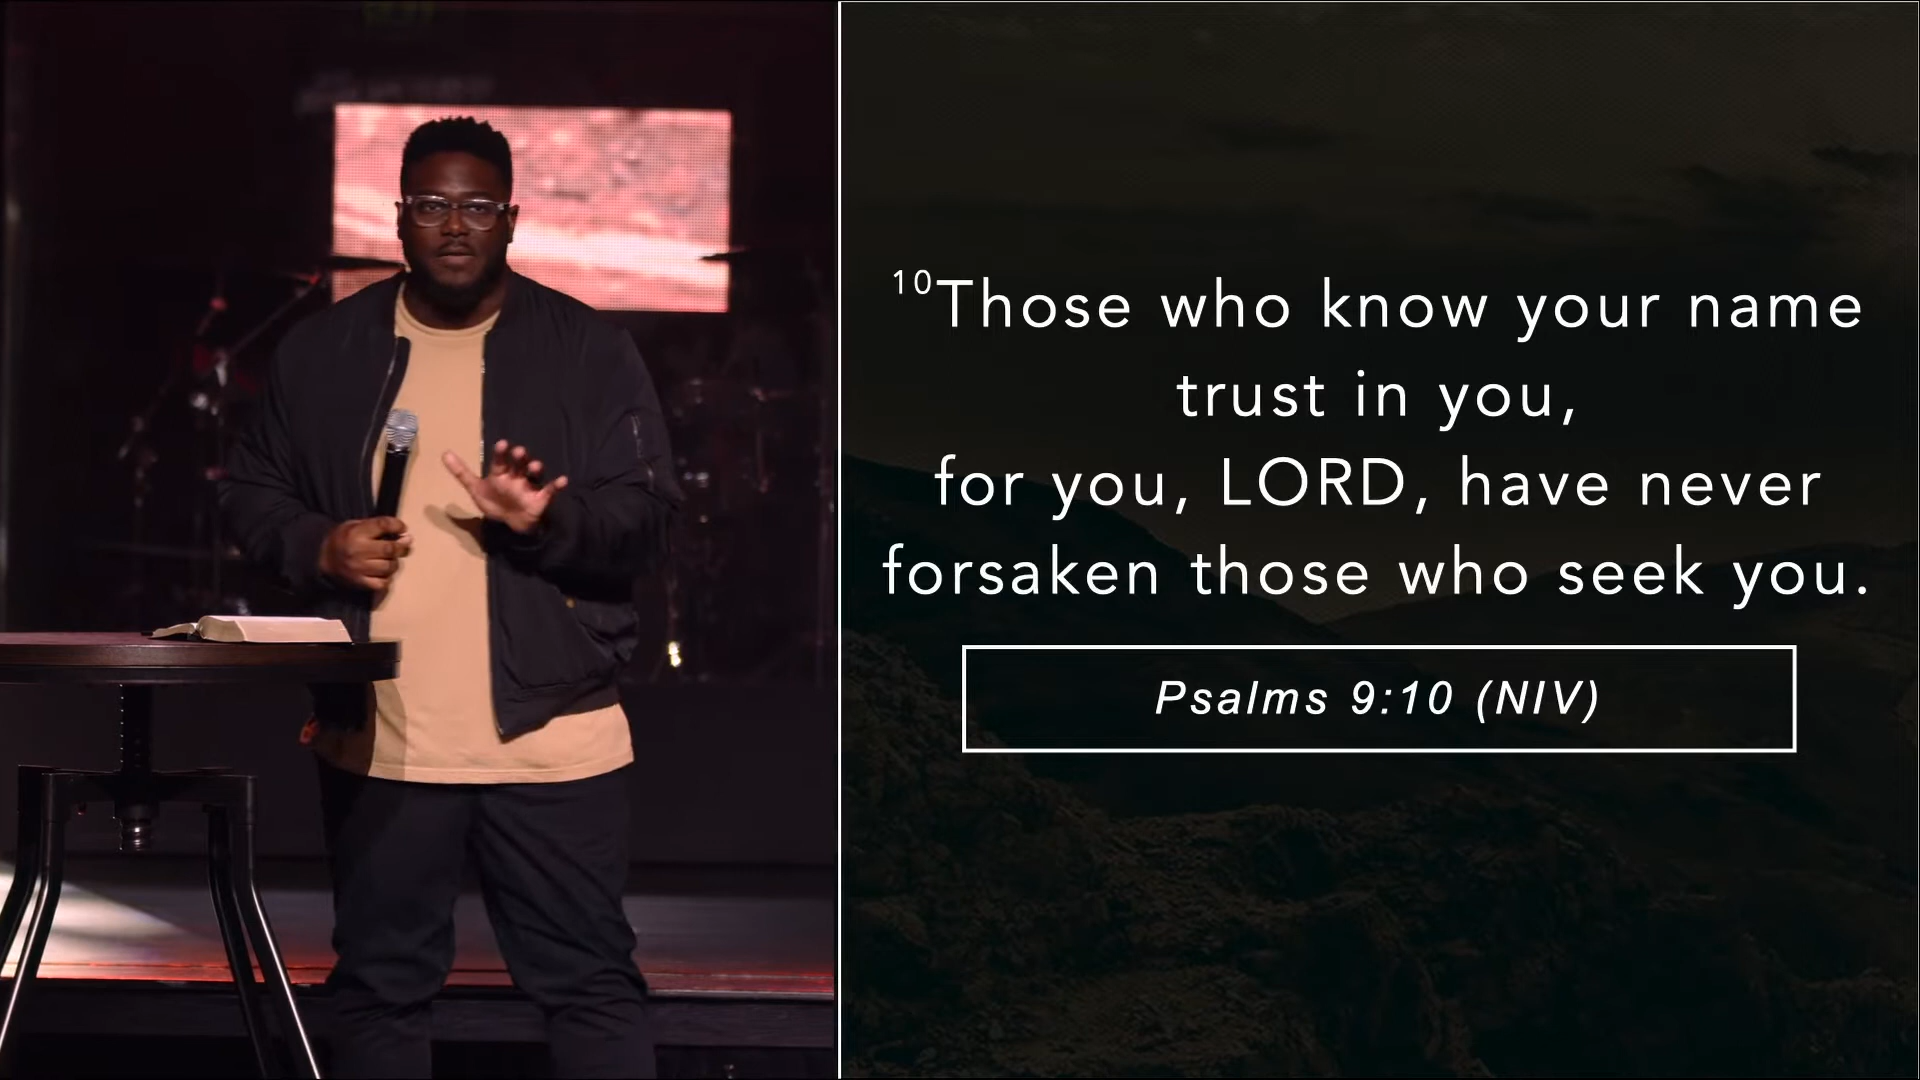 ¹⁰Those who know your name
trust in you,
for you, LORD, have never
forsaken those who seek you.
Psalms 9:10 (NIV)